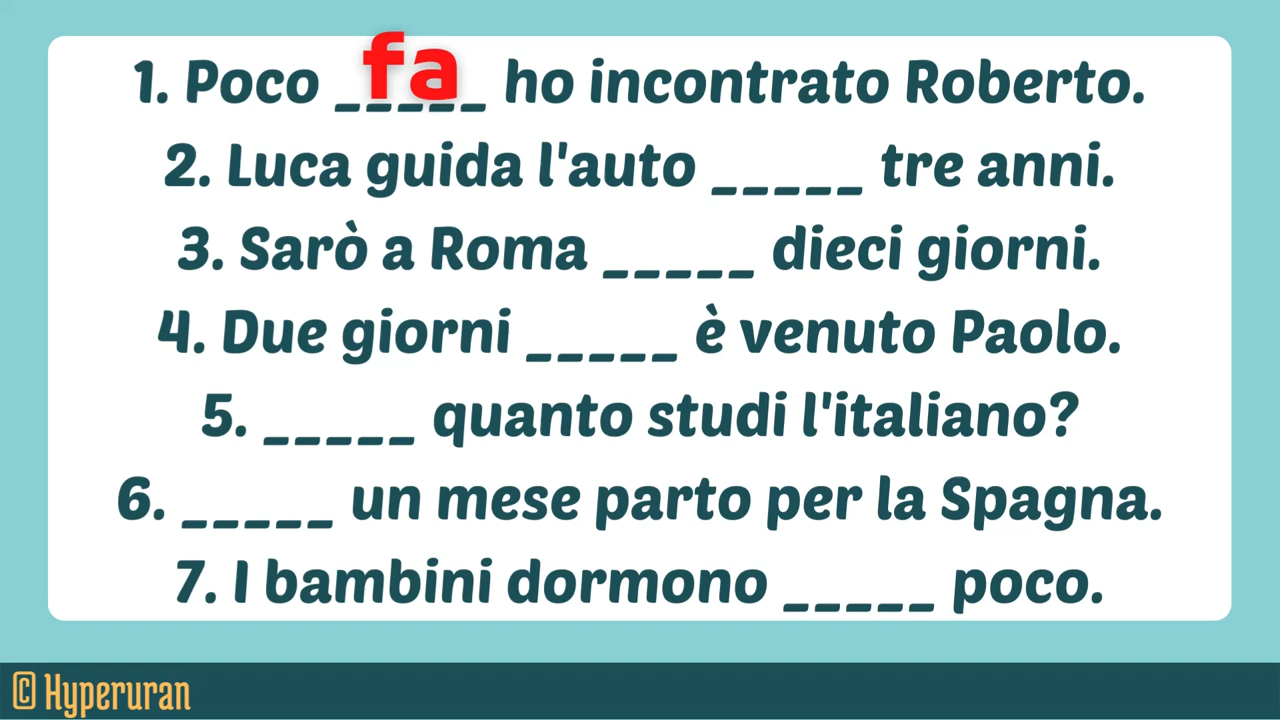 1. Poco fa ho incontrato Roberto.
2. Luca guida l'auto _____ tre anni.
3. Sarò a Roma _____ dieci giorni.
4. Due giorni _____ è venuto Paolo.
5. _____ quanto studi l'italiano?
6. _____ un mese parto per la Spagna.
7. I bambini dormono _____ poco.
© Hyperuran